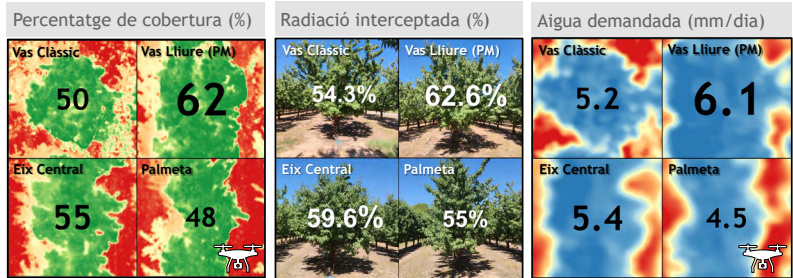 Percentatge de cobertura (%)
Vas Clàssic
Vas Lliure (PM)
50
62
Eix Central
Palmeta
55
48
Radiació interceptada (%)
Vas Clàssic
Vas Lliure (PM)
54.3%
62.6%
Eix Central
Palmeta
59.6%
55%
Aigua demandada (mm/dia)
Vas Clàssic
Vas Lliure (PM)
5.2
6.1
Eix Central
Palmeta
5.4
4.5